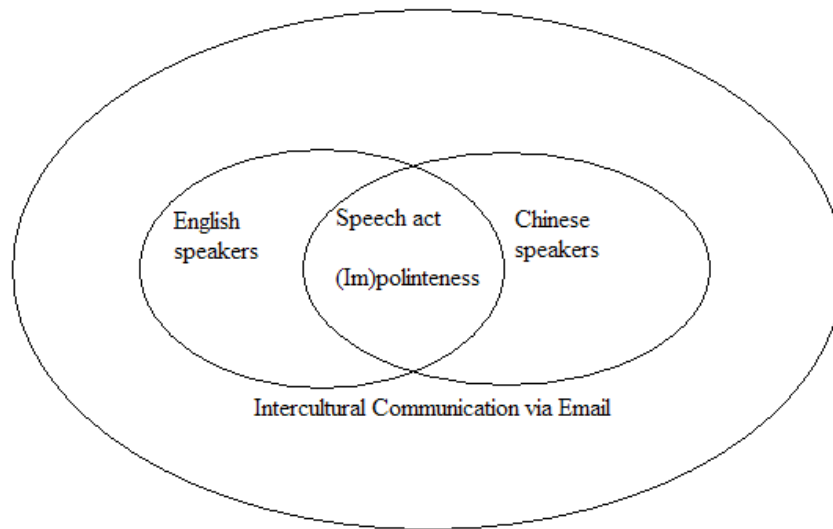 English
speakers
Speech act
(Im)polinteness
Chinese
speakers
Intercultural Communication via Email